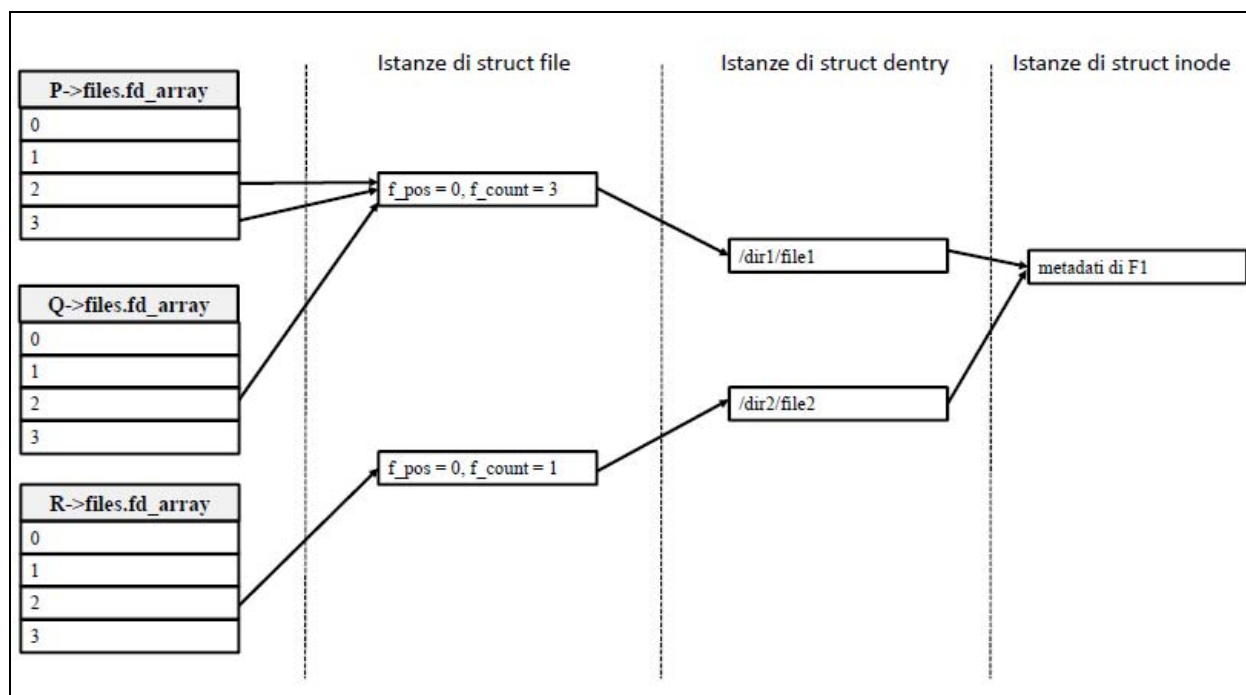 Istanze di struct file
Istanze di struct dentry
Istanze di struct inode
P->files.fd_array
0
1
2
3
f_pos = 0, f_count = 3
/dir1/file1
metadati di F1
Q->files.fd_array
0
1
2
3
/dir2/file2
f_pos = 0, f_count = 1
R->files.fd_array
0
1
2
3